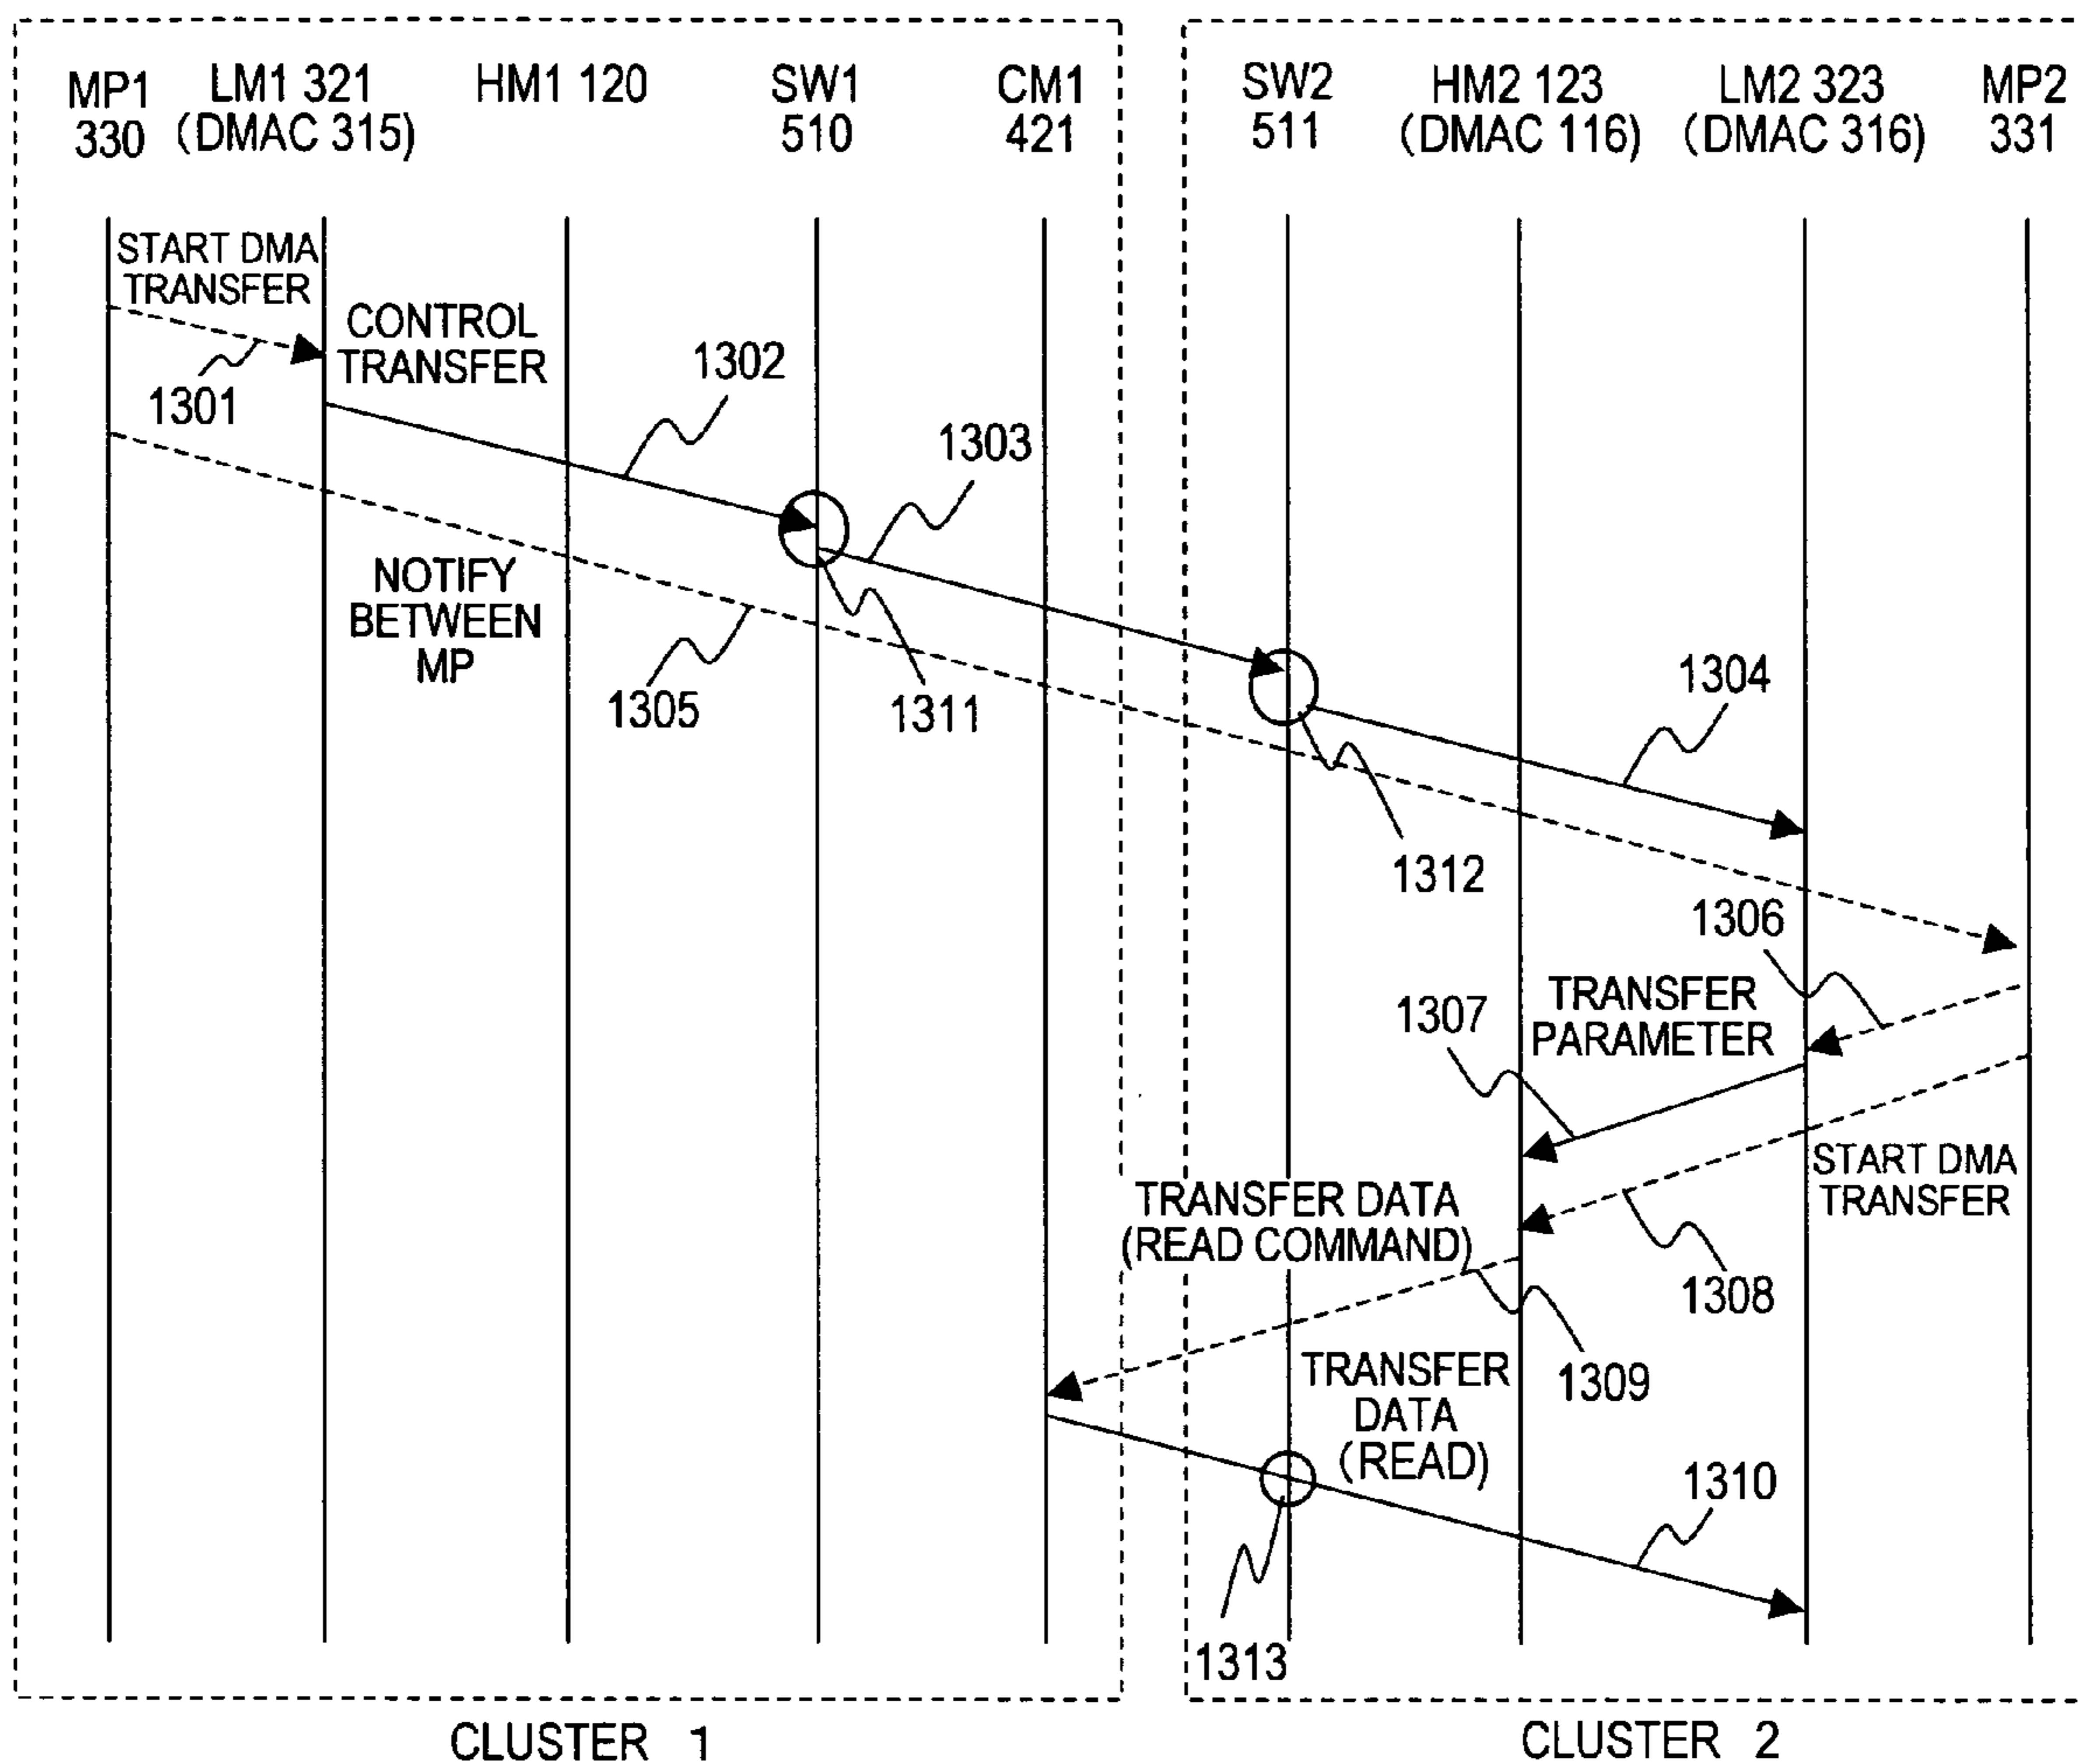 MP1
330
LM1 321
(DMAC 315)
HM1 120
SW1
510
CM1
421
SW2
511
HM2 123
(DMAC 116)
LM2 323
(DMAC 316)
MP2
331
START DMA
TRANSFER
CONTROL
TRANSFER
1302
1301
1303
NOTIFY
BETWEEN
MP
1305
1311
1304
1312
1306
1307
TRANSFER
PARAMETER
START DMA
TRANSFER
TRANSFER DATA
(READ COMMAND)
1308
1309
TRANSFER
DATA
(READ)
1310
1313
CLUSTER 1
CLUSTER 2